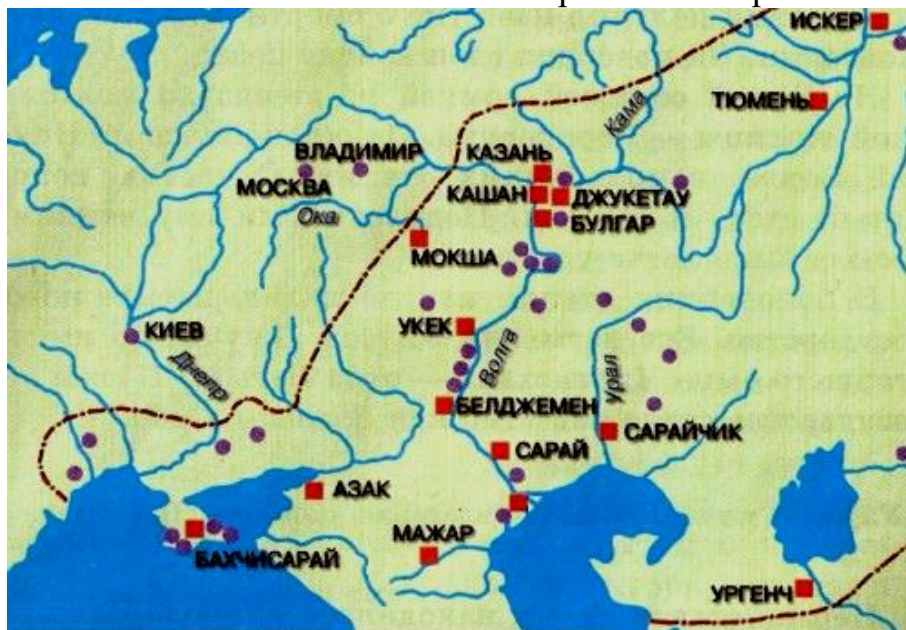 ИСКЕР
ТЮМЕНЬ
Кама
ВЛАДИМИР
КАЗАНЬ
МОСКВА
КАШАН
ДЖУКЕТАУ
Ока
БУЛГАР
МОКША
КИЕВ
УКЕК
Волга
Урал
Днепр
БЕЛДЖЕМЕН
САРАЙЧИК
САРАЙ
АЗАК
МАЖАР
БАХЧИСАРАЙ
УРГЕНЧ